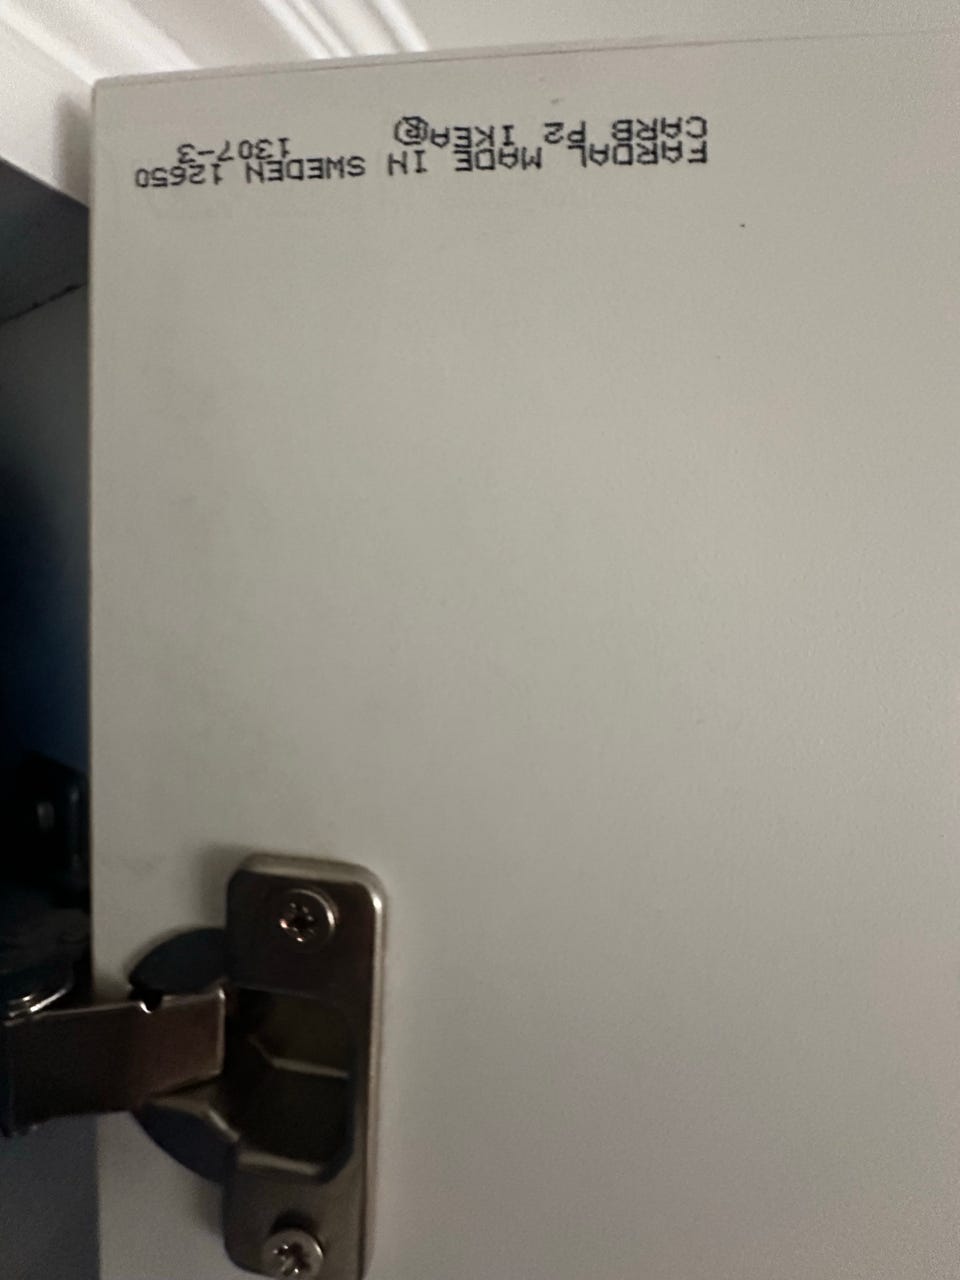 FARDAL MADE IN SWEDEN 12650
CARB P2 IKEA® 1307-3